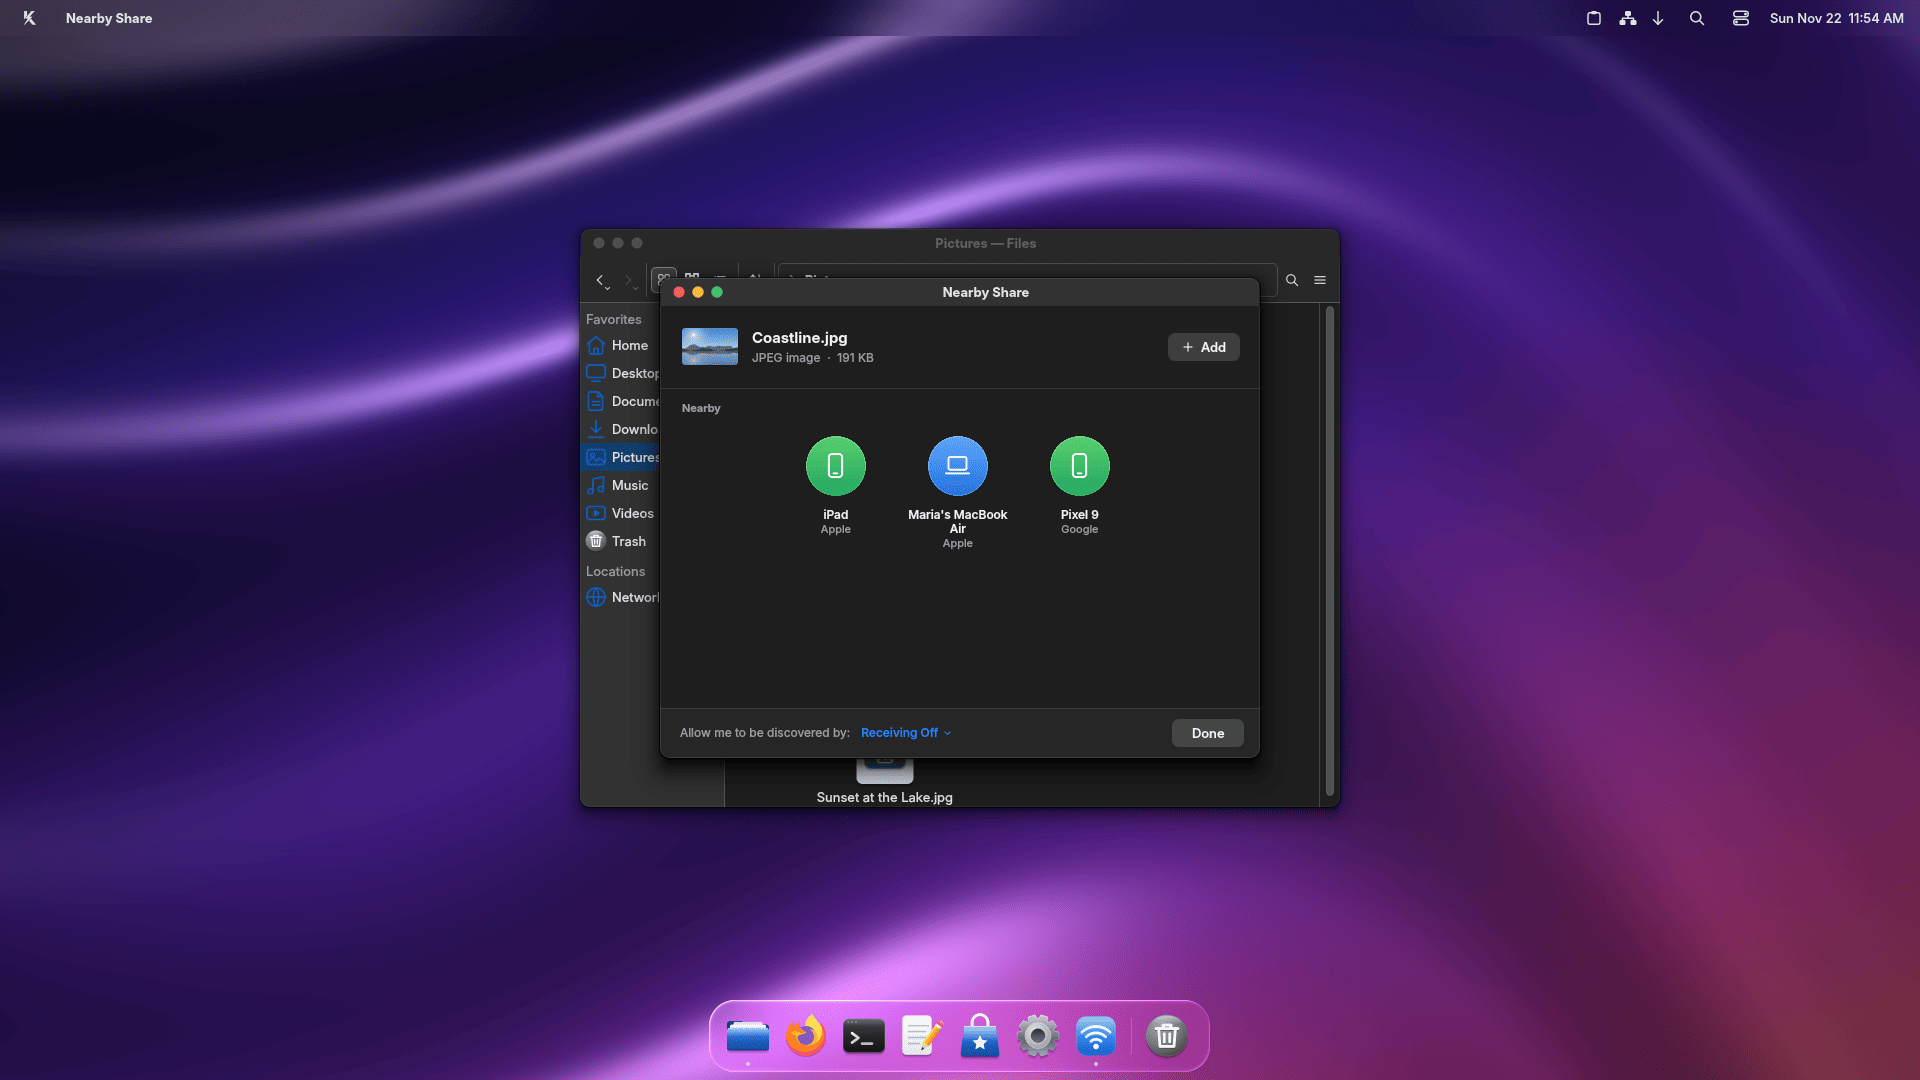 Nearby Share
Sun Nov 22 11:54 AM
Pictures — Files
Nearby Share
Favorites
Home
Desktop
Coastline.jpg
JPEG image · 191 KB
Add
Nearby
Pictures
Music
Videos
Trash
Locations
iPad
Apple
Maria's MacBook
Air
Apple
Pixel 9
Google
Allow me to be discovered by: Receiving Off
Done
Sunset at the Lake.jpg